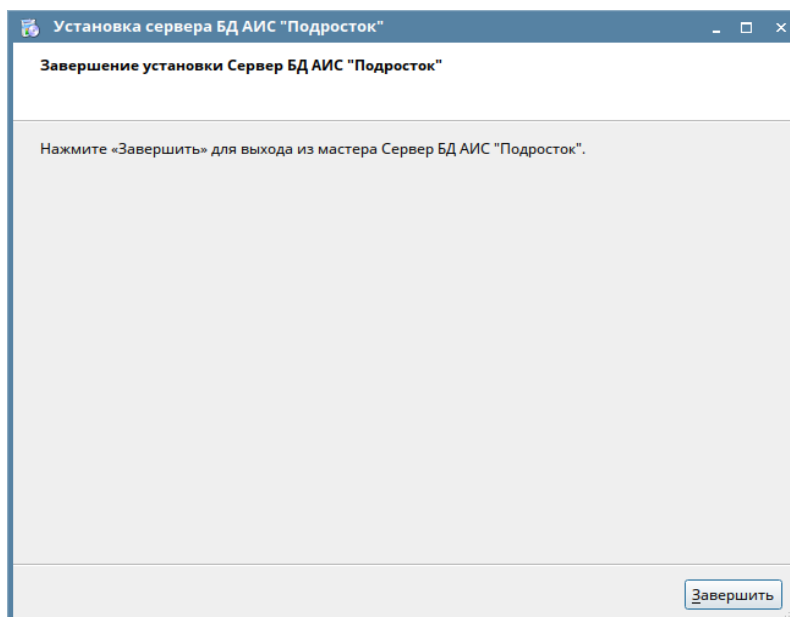 Установка сервера БД АИС "Подросток"
Завершение установки Сервер БД АИС "Подросток"
Нажмите «Завершить» для выхода из мастера Сервер БД АИС "Подросток".
Завершить